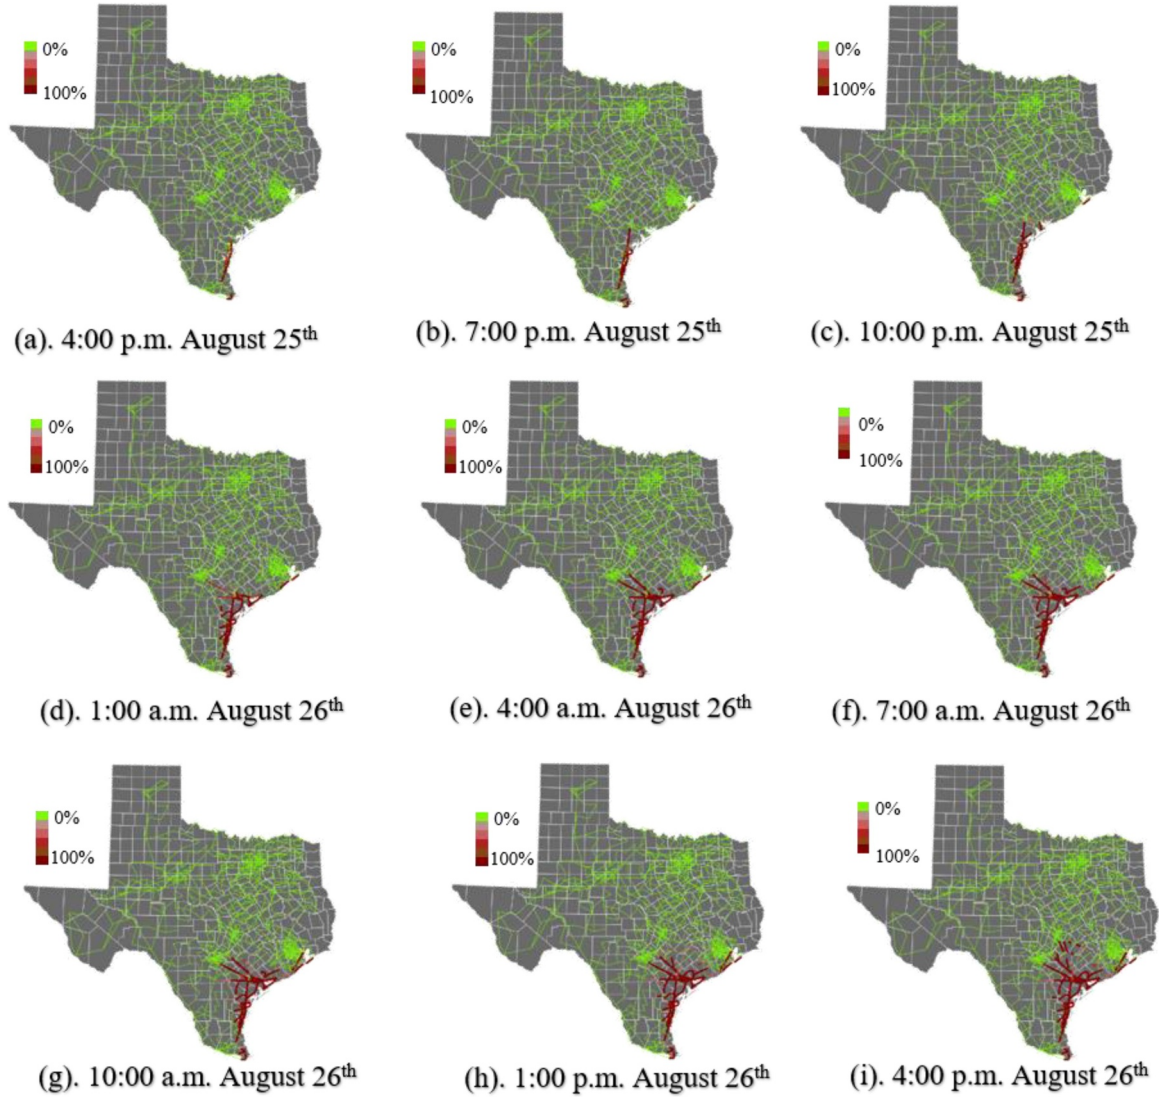 0%
100%
0%
100%
0%
100%
(a). 4:00 p.m. August 25th
(b). 7:00 p.m. August 25th
(c). 10:00 p.m. August 25th
0%
100%
0%
100%
0%
100%
(d). 1:00 a.m. August 26th
(e). 4:00 a.m. August 26th
(f). 7:00 a.m. August 26th
0%
100%
0%
100%
0%
100%
(g). 10:00 a.m. August 26th
(h). 1:00 p.m. August 26th
(i). 4:00 p.m. August 26th